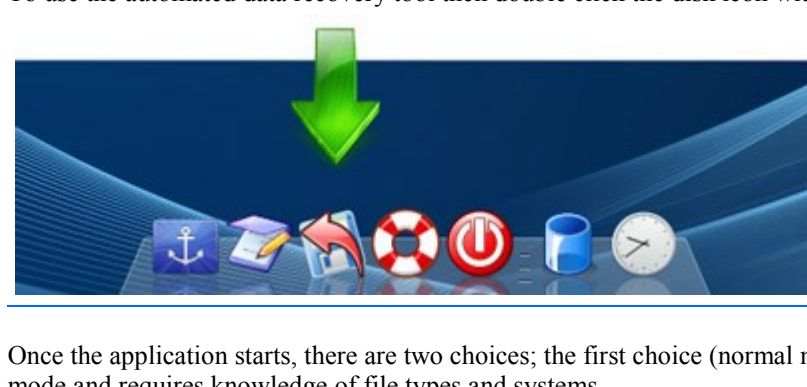 To use the automated data recovery tool then double click the disk icon
Once the application starts, there are two choices; the first choice (normal
mode and requires knowledge of file types and systems